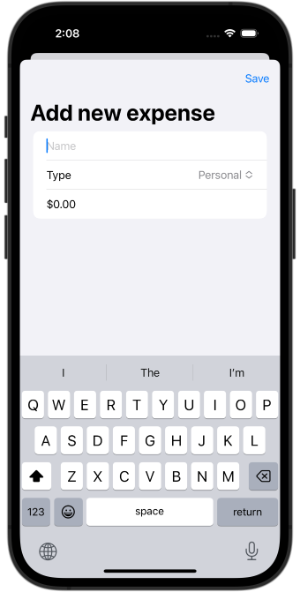 2:08
Save
Add new expense
Name
Type Personal
$0.00
I The I'm
Q W E R T Y U I O P
A S D F G H J K L
Z X C V B N M
123 space return